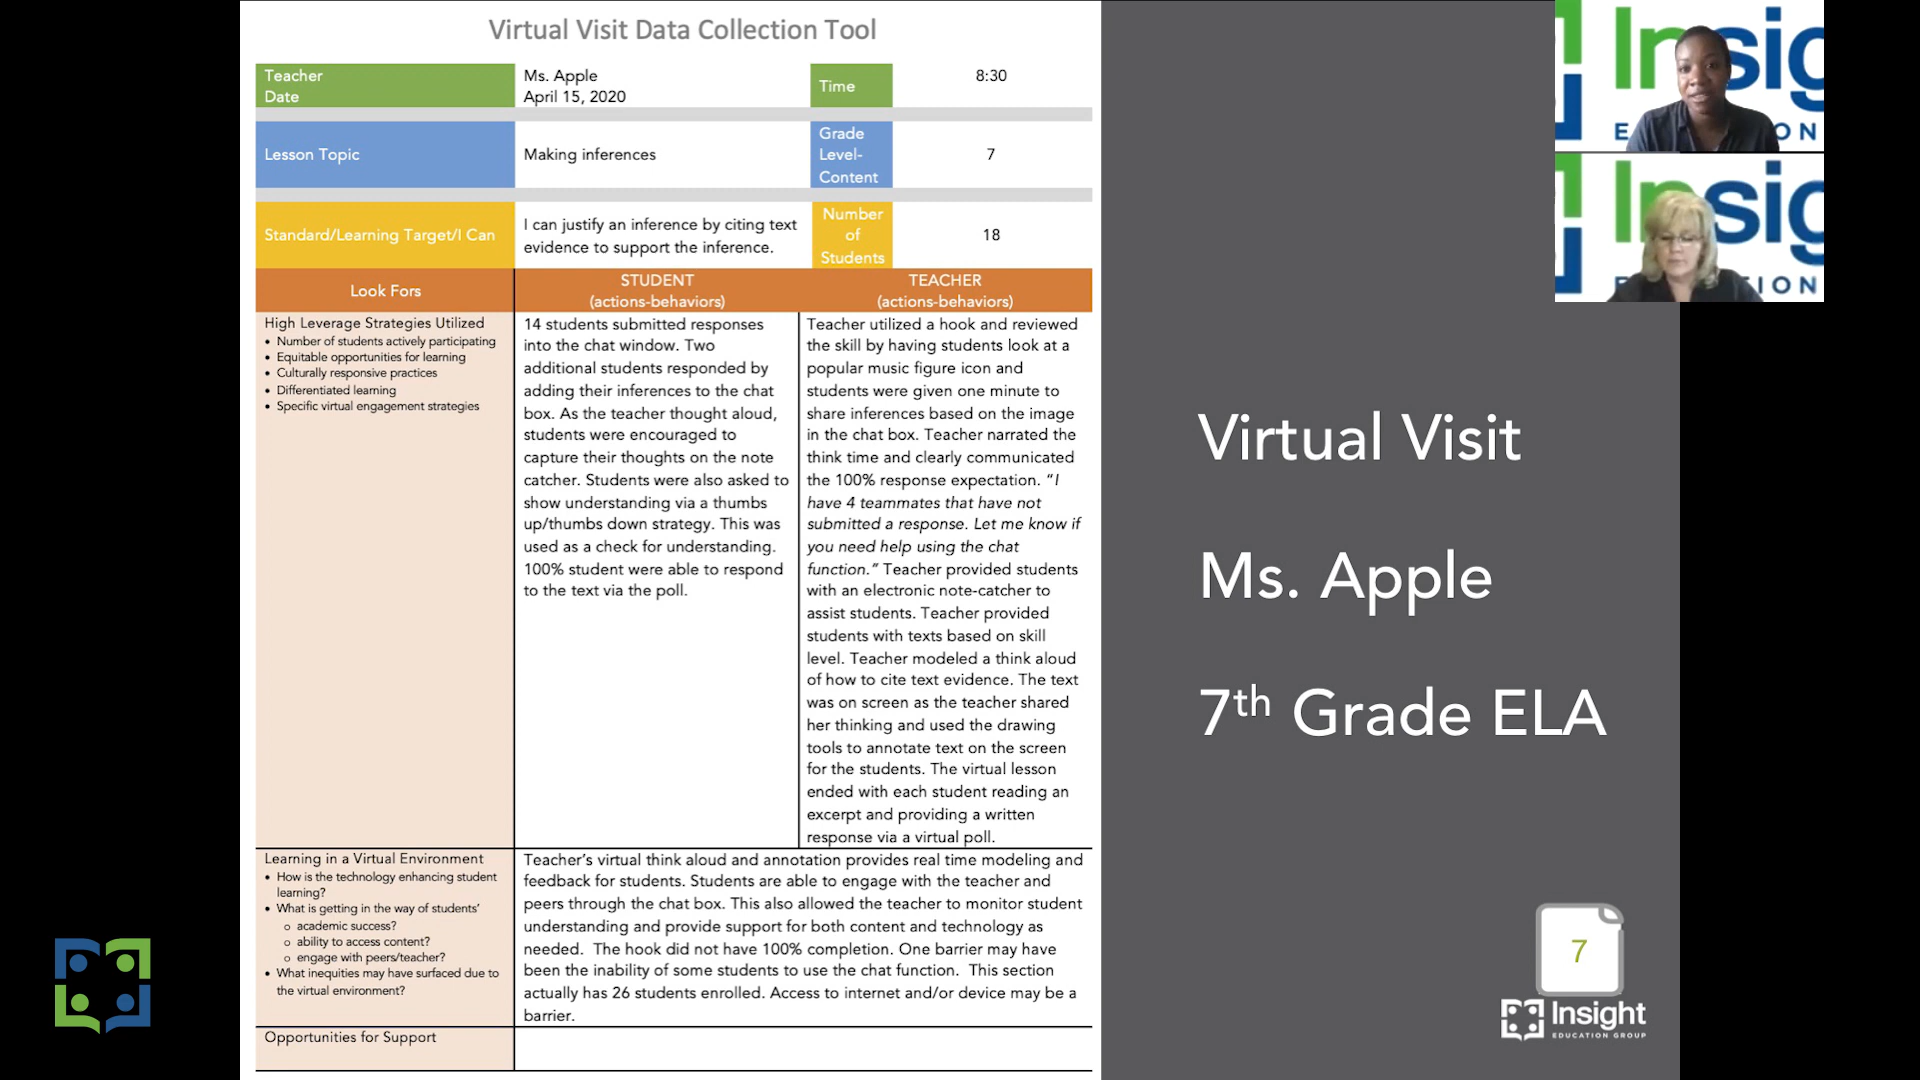 Virtual Visit Data Collection Tool
Teacher
Date
Ms. Apple
April 15, 2020
Time
8:30
Lesson Topic
Making inferences
Grade
Level-
Content
7
Standard/Learning Target/I Can
I can justify an inference by citing text
evidence to support the inference.
Number
of
Students
18
Look Fors
STUDENT
(actions-behaviors)
TEACHER
(actions-behaviors)
High Leverage Strategies Utilized
• Number of students actively participating
• Equitable opportunities for learning
• Culturally responsive practices
• Differentiated learning
• Specific virtual engagement strategies
14 students submitted responses
into the chat window. Two
additional students responded by
adding their inferences to the chat
box. As the teacher thought aloud,
students were encouraged to
capture their thoughts on the note
catcher. Students were also asked to
show understanding via a thumbs
up/thumbs down strategy. This was
used as a check for understanding.
100% student were able to respond
to the text via the poll.
Teacher utilized a hook and reviewed
the skill by having students look at a
popular music figure icon and
students were given one minute to
share inferences based on the image
in the chat box. Teacher narrated the
think time and clearly communicated
the 100% response expectation. “I
have 4 teammates that have not
submitted a response. Let me know if
you need help using the chat
function.” Teacher provided students
with an electronic note-catcher to
assist students. Teacher provided
students with texts based on skill
level. Teacher modeled a think aloud
of how to cite text evidence. The text
was on screen as the teacher shared
her thinking and used the drawing
tools to annotate text on the screen
for the students. The virtual lesson
ended with each student reading an
excerpt and providing a written
response via a virtual poll.
Learning in a Virtual Environment
• How is the technology enhancing student
learning?
• What is getting in the way of students’
o academic success?
o ability to access content?
o engage with peers/teacher?
• What inequities may have surfaced due to
the virtual environment?
Teacher’s virtual think aloud and annotation provides real time modeling and
feedback for students. Students are able to engage with the teacher and
peers through the chat box. This also allowed the teacher to monitor student
understanding and provide support for both content and technology as
needed. The hook did not have 100% completion. One barrier may have
been the inability of some students to use the chat function. This section
actually has 26 students enrolled. Access to internet and/or device may be a
barrier.
Opportunities for Support
Virtual Visit
Ms. Apple
7th Grade ELA
7
Insight
EDUCATION GROUP
Insig
E ON
Insig
E ION